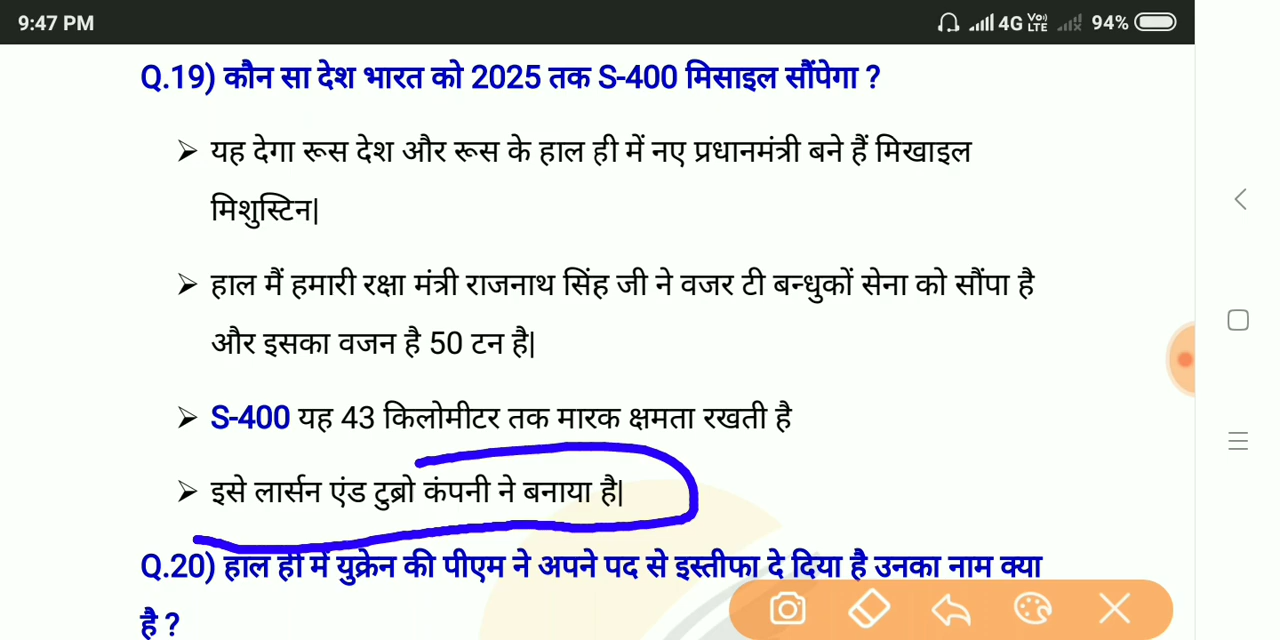 9:47 PM 4G Vo) LTE 94%
Q.19) कौन सा देश भारत को 2025 तक S-400 मिसाइल सौंपेगा ?
➢ यह देगा रूस देश और रूस के हाल ही में नए प्रधानमंत्री बने हैं मिखाइल
मिशुस्टिन|
➢ हाल मैं हमारी रक्षा मंत्री राजनाथ सिंह जी ने वजर टी बन्धुकों सेना को सौंपा है
और इसका वजन है 50 टन है|
➢ S-400 यह 43 किलोमीटर तक मारक क्षमता रखती है
➢ इसे लार्सन एंड टुब्रो कंपनी ने बनाया है|
Q.20) हाल ही में युक्रेन की पीएम ने अपने पद से इस्तीफा दे दिया है उनका नाम क्या
है ?